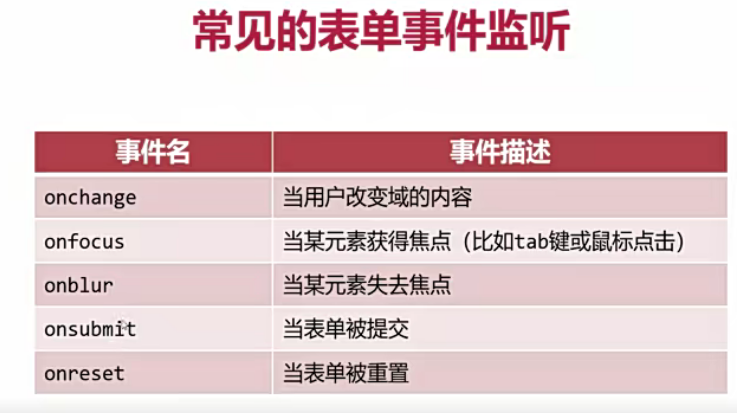 常见的表单事件监听
事件名 事件描述
onchange 当用户改变域的内容
onfocus 当某元素获得焦点（比如tab键或鼠标点击）
onblur 当某元素失去焦点
onsubmit 当表单被提交
onreset 当表单被重置